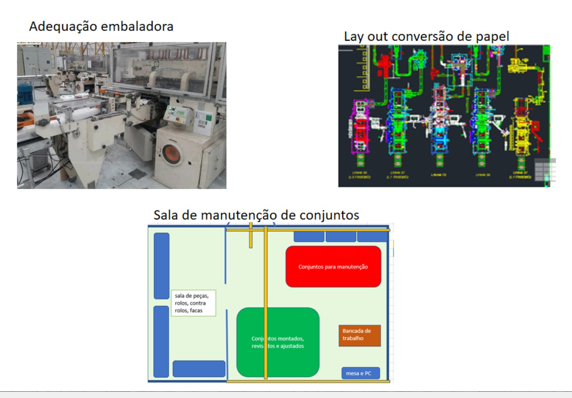 Adequação embaladora
Lay out conversão de papel
Sala de manutenção de conjuntos
Conjuntos para manutenção
sala de peças,
rolos, contra
rolos, facas
Conjuntos montados,
revisados e ajustados
Bancada de
trabalho
mesa e PC